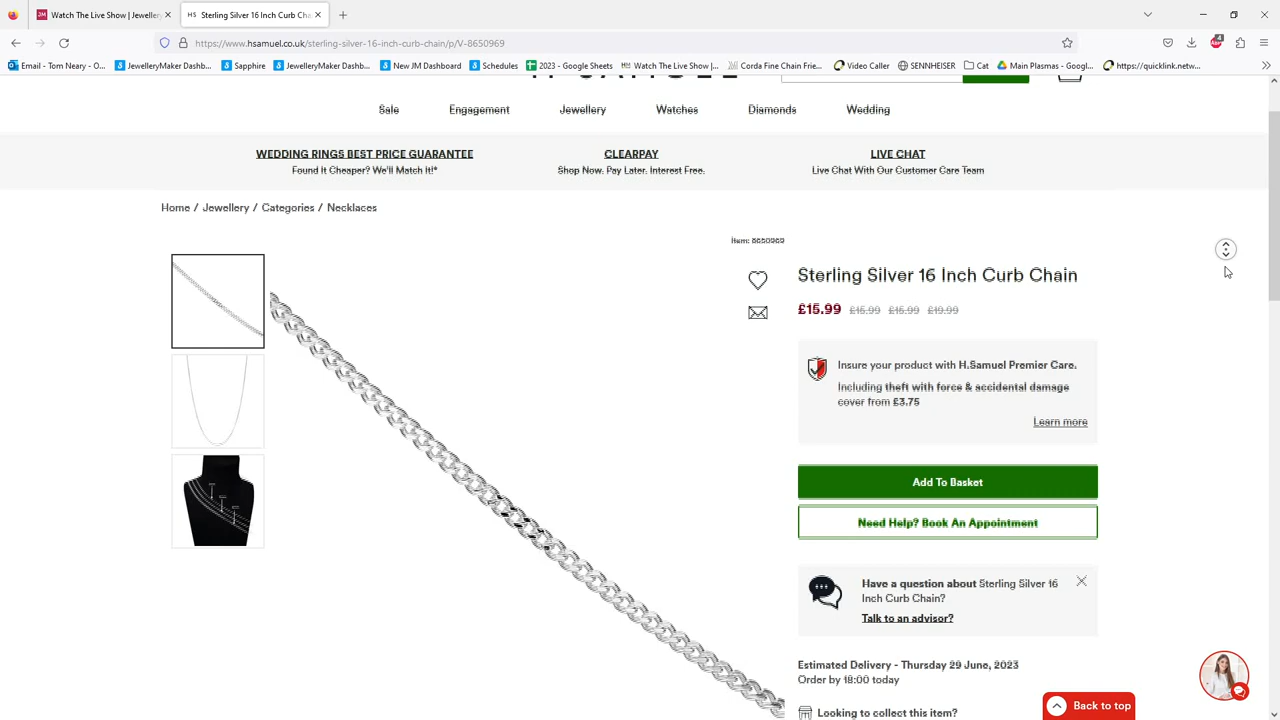 Watch The Live Show | Jewellery
HS Sterling Silver 16 Inch Curb Cha
https://www.hsamuel.co.uk/sterling-silver-16-inch-curb-chain/p/V-8650969
4
Email - Tom Neary - O... JewelleryMaker Dashb... Sapphire JewelleryMaker Dashb... New JM Dashboard Schedules 2023 - Google Sheets Watch The Live Show |... Corda Fine Chain Frie... Video Caller SENNHEISER Cat Main Plasmas - Googl... https://quicklink.netw...
H SAMUEL
Sale Engagement Jewellery Watches Diamonds Wedding
WEDDING RINGS BEST PRICE GUARANTEE CLEARPAY LIVE CHAT
Found It Cheaper? We'll Match It!* Shop Now. Pay Later. Interest Free. Live Chat With Our Customer Care Team
Home / Jewellery / Categories / Necklaces
Item: 8650969
Sterling Silver 16 Inch Curb Chain
£15.99 £15.99 £15.99 £19.99
Insure your product with H.Samuel Premier Care.
Including theft with force & accidental damage
cover from £3.75
Learn more
Add To Basket
Need Help? Book An Appointment
Have a question about Sterling Silver 16
Inch Curb Chain?
Talk to an advisor?
Estimated Delivery - Thursday 29 June, 2023
Order by 18:00 today
Looking to collect this item?
Back to top